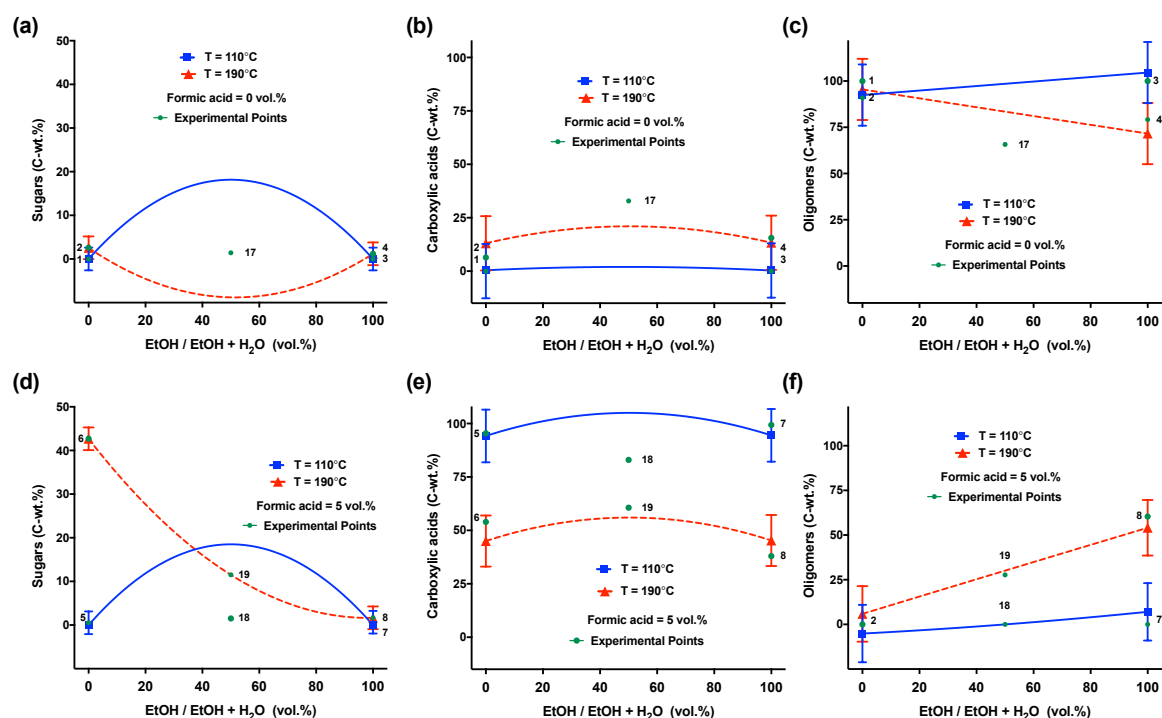 (a)
50
40
30
20
10
0
Sugars (C-wt.%)
T = 110°C
T = 190°C
Formic acid = 0 vol.%
Experimental Points
2
1
17
4
3
0 20 40 60 80 100
EtOH / EtOH + H₂O (vol.%)
(b)
100
75
50
25
0
Carboxylic acids (C-wt.%)
T = 110°C
T = 190°C
Formic acid = 0 vol.%
Experimental Points
17
2
1
4
3
0 20 40 60 80 100
EtOH / EtOH + H₂O (vol.%)
(c)
100
75
50
25
0
Oligomers (C-wt.%)
1
2
3
4
17
T = 110°C
T = 190°C
Formic acid = 0 vol.%
Experimental Points
0 20 40 60 80 100
EtOH / EtOH + H₂O (vol.%)
(d)
50
40
30
20
10
0
Sugars (C-wt.%)
6
T = 110°C
T = 190°C
Formic acid = 5 vol.%
Experimental Points
19
18
5
8
7
0 20 40 60 80 100
EtOH / EtOH + H₂O (vol.%)
(e)
100
75
50
25
0
Carboxylic acids (C-wt.%)
5
7
18
19
6
8
T = 110°C
T = 190°C
Formic acid = 5 vol.%
Experimental Points
0 20 40 60 80 100
EtOH / EtOH + H₂O (vol.%)
(f)
100
75
50
25
0
Oligomers (C-wt.%)
T = 110°C
T = 190°C
Formic acid = 5 vol.%
Experimental Points
8
19
18
2
7
0 20 40 60 80 100
EtOH / EtOH + H₂O (vol.%)